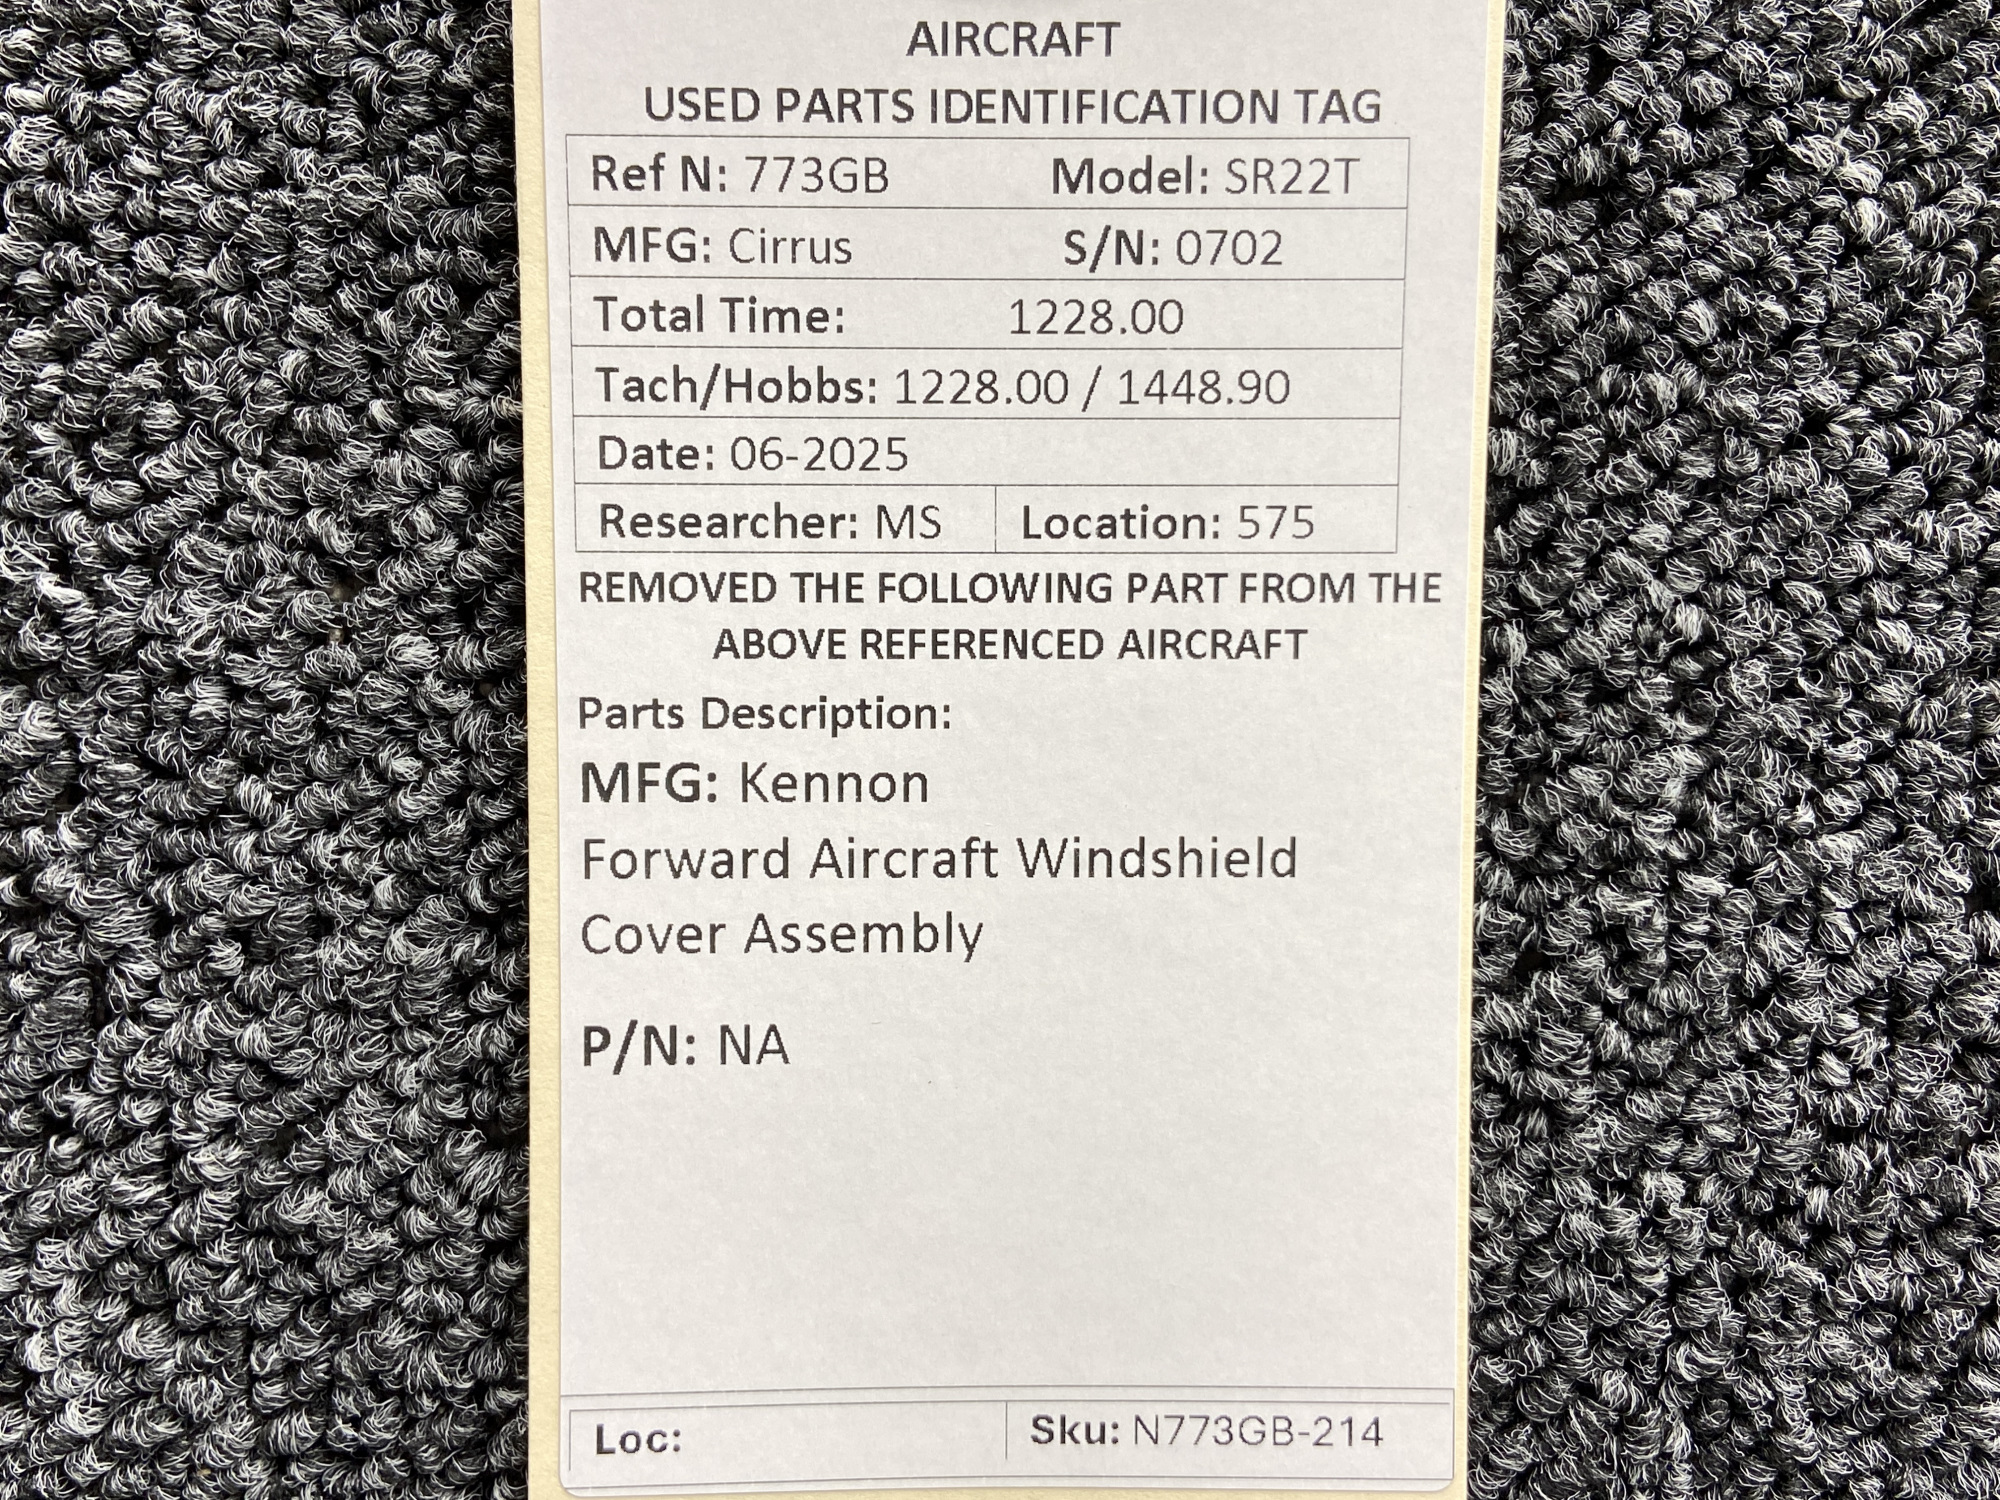 AIRCRAFT
USED PARTS IDENTIFICATION TAG
Ref N: 773GB Model: SR22T
MFG: Cirrus S/N: 0702
Total Time: 1228.00
Tach/Hobbs: 1228.00 / 1448.90
Date: 06-2025
Researcher: MS Location: 575
REMOVED THE FOLLOWING PART FROM THE
ABOVE REFERENCED AIRCRAFT
Parts Description:
MFG: Kennon
Forward Aircraft Windshield
Cover Assembly
P/N: NA
Loc: Sku: N773GB-214